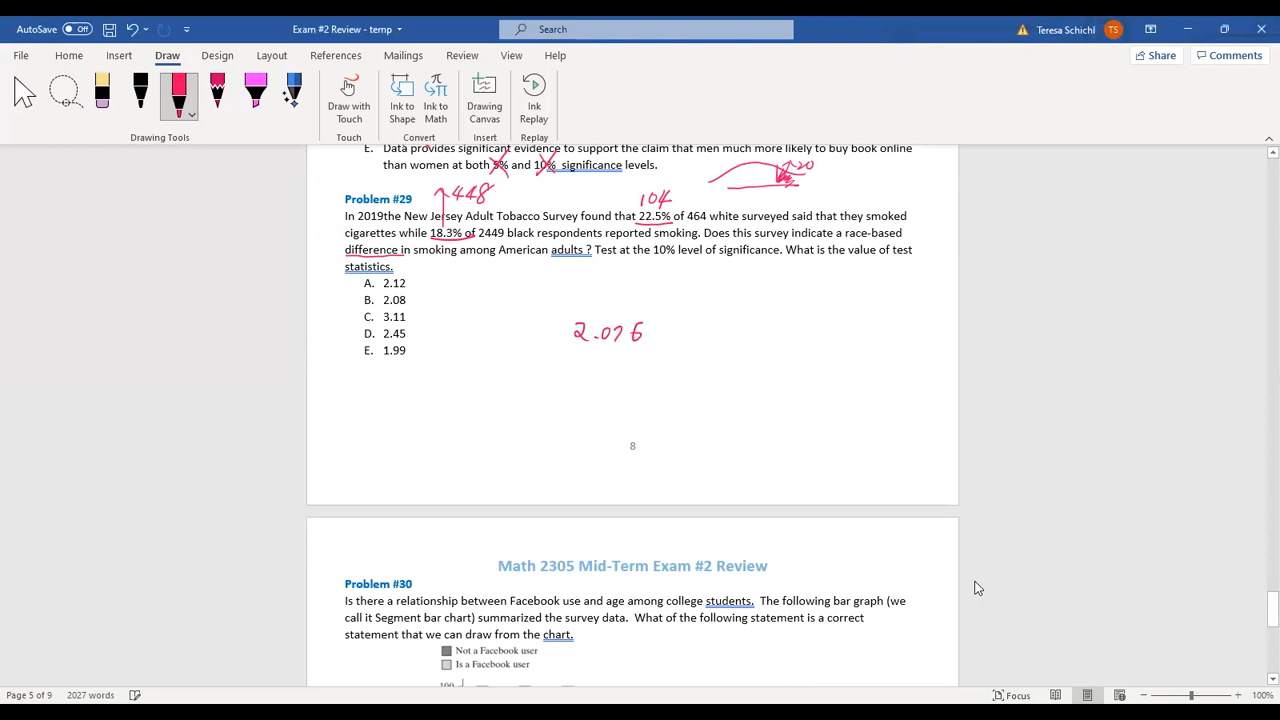 AutoSave Off Exam #2 Review - temp Search Teresa Schichl TS
File Home Insert Draw Design Layout References Mailings Review View Help Share Comments
Draw with Touch Ink to Shape Ink to Math Drawing Canvas Ink Replay
Drawing Tools Touch Convert Insert Replay
E. Data provides significant evidence to support the claim that men much more likely to buy book online
than women at both 5% and 10% significance levels.
20
448
104
Problem #29
In 2019the New Jersey Adult Tobacco Survey found that 22.5% of 464 white surveyed said that they smoked
cigarettes while 18.3% of 2449 black respondents reported smoking. Does this survey indicate a race-based
difference in smoking among American adults ? Test at the 10% level of significance. What is the value of test
statistics.
A. 2.12
B. 2.08
C. 3.11
D. 2.45
E. 1.99
2.076
8
Math 2305 Mid-Term Exam #2 Review
Problem #30
Is there a relationship between Facebook use and age among college students. The following bar graph (we
call it Segment bar chart) summarized the survey data. What of the following statement is a correct
statement that we can draw from the chart.
Not a Facebook user
Is a Facebook user
100
Page 5 of 9 2027 words Focus 100%